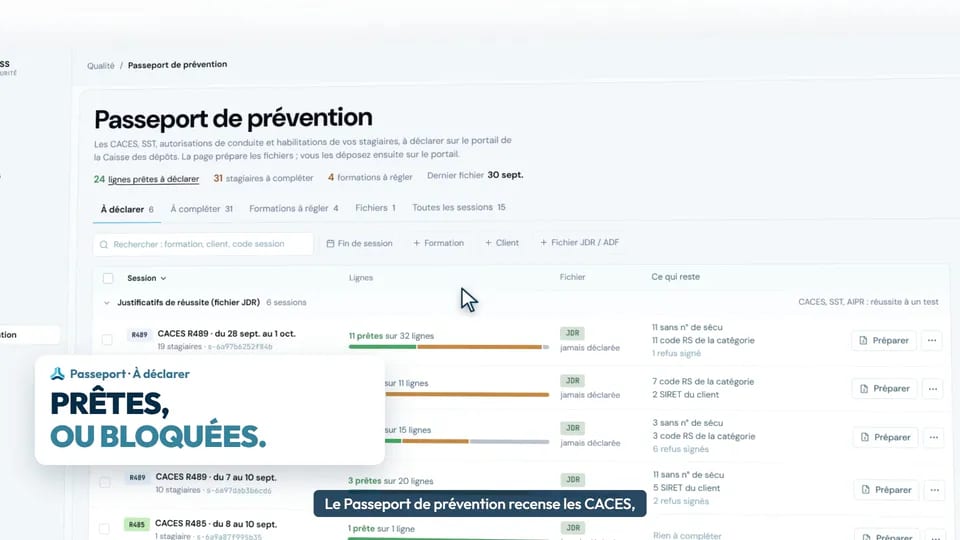 SS
URITÉ
Qualité / Passeport de prévention
Passeport de prévention
Les CACES, SST, autorisations de conduite et habilitations de vos stagiaires, à déclarer sur le portail de
la Caisse des dépôts. La page prépare les fichiers ; vous les déposez ensuite sur le portail.
24 lignes prêtes à déclarer 31 stagiaires à compléter 4 formations à régler Dernier fichier 30 sept.
À déclarer 6 À compléter 31 Formations à régler 4 Fichiers 1 Toutes les sessions 15
Rechercher : formation, client, code session Fin de session + Formation + Client + Fichier JDR / ADF
Session Lignes Fichier Ce qui reste
Justificatifs de réussite (fichier JDR) 6 sessions CACES, SST, AIPR : réussite à un test
R489 CACES R489 · du 28 sept. au 1 oct.
19 stagiaires · s-6a97b6252f84b
11 prêtes sur 32 lignes
JDR
jamais déclarée
11 sans n° de sécu
11 code RS de la catégorie
1 refus signé
Préparer
ntion
Passeport · À déclarer
PRÊTES,
OU BLOQUÉES.
sur 11 lignes
JDR
jamais déclarée
7 code RS de la catégorie
2 SIRET du client
Préparer
sur 15 lignes
JDR
jamais déclarée
3 sans n° de sécu
3 code RS de la catégorie
6 refus signés
Préparer
R489 CACES R489 · du 7 au 10 sept.
10 stagiaires · s-6a97d6b3b6cd6
3 prêtes sur 20 lignes
JDR
11 sans n° de sécu
5 SIRET du client
2 refus signés
Préparer
Le Passeport de prévention recense les CACES,
R485 CACES R485 · du 8 au 10 sept.
1 stagiaire · s-6a9a87f995b35
1 prête sur 1 ligne
JDR
Rien à compléter
Préparer